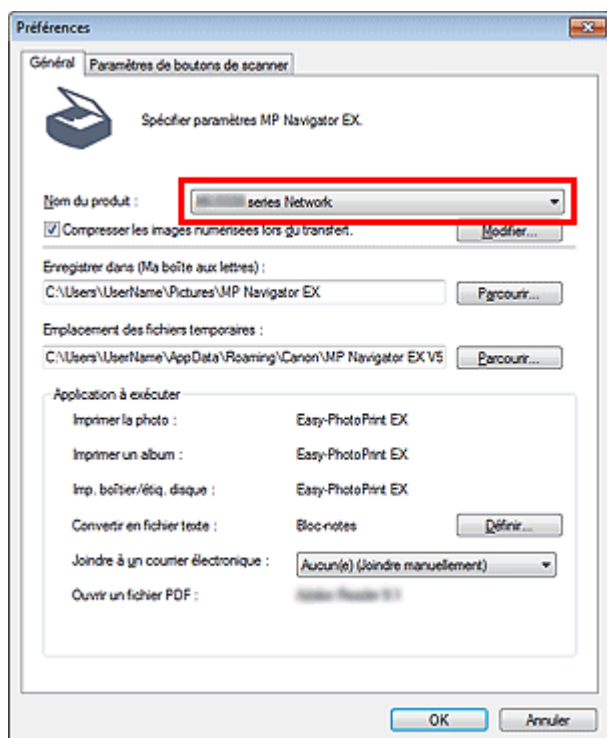 Préférences
Général Paramètres de boutons de scanner
Spécifier paramètres MP Navigator EX.
Nom du produit : series Network
Compresser les images numérisées lors du transfert. Modifier...
Enregistrer dans (Ma boîte aux lettres) :
C:\Users\UserName\Pictures\MP Navigator EX Parcourir...
Emplacement des fichiers temporaires :
C:\Users\UserName\AppData\Roaming\Canon\MP Navigator EX V5 Parcourir...
Application à exécuter
Imprimer la photo : Easy-PhotoPrint EX
Imprimer un album : Easy-PhotoPrint EX
Imp. boîtier/étiq. disque : Easy-PhotoPrint EX
Convertir en fichier texte : Bloc-notes Définir...
Joindre à un courrier électronique : Aucun(e) (Joindre manuellement)
Ouvrir un fichier PDF :
OK Annuler